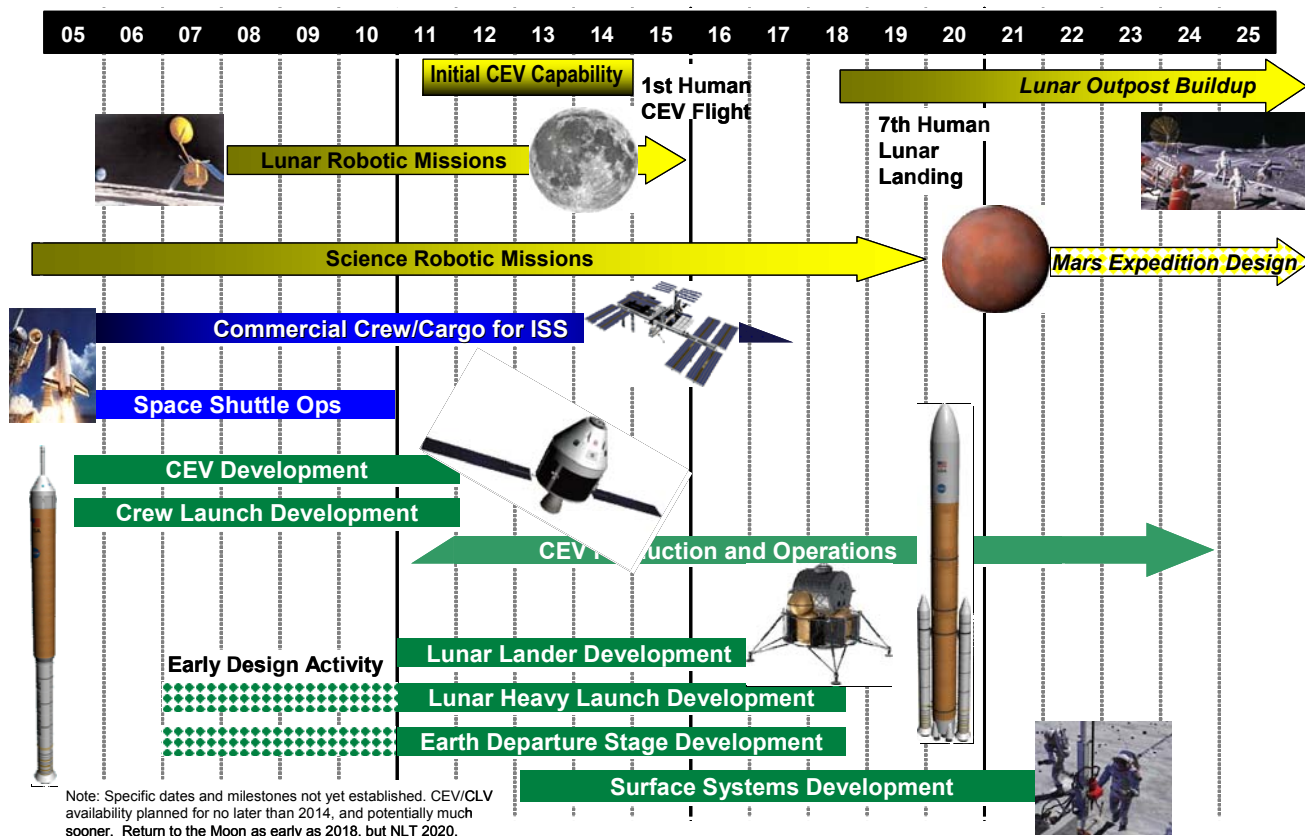 05 06 07 08 09 10 11 12 13 14 15 16 17 18 19 20 21 22 23 24 25
Initial CEV Capability
1st Human
CEV Flight
Lunar Outpost Buildup
Lunar Robotic Missions
7th Human
Lunar
Landing
Science Robotic Missions
Mars Expedition Design
Commercial Crew/Cargo for ISS
Space Shuttle Ops
CEV Development
Crew Launch Development
CEV uction and Operations
Lunar Lander Development
Early Design Activity
Lunar Heavy Launch Development
Earth Departure Stage Development
Surface Systems Development
Note: Specific dates and milestones not yet established. CEV/CLV
availability planned for no later than 2014, and potentially much
sooner. Return to the Moon as early as 2018, but NLT 2020.